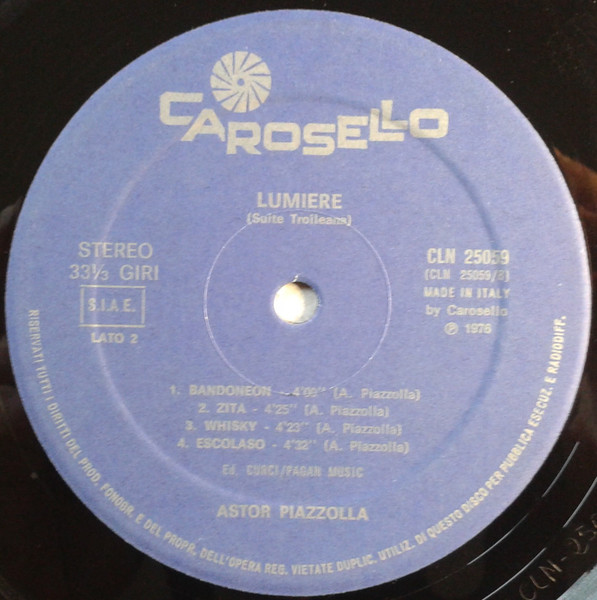 CAROSELLO
LUMIERE
(Suite Troileana)
STEREO
33⅓ GIRI
S.I.A.E.
LATO 2
CLN 25059
(CLN 25059/B)
MADE IN ITALY
by Carosello
℗ 1976
1. BANDONEON - 4'09" (A. Piazzolla)
2. ZITA - 4'25" (A. Piazzolla)
3. WHISKY - 4'23" (A. Piazzolla)
4. ESCOLASO - 4'32" (A. Piazzolla)
Ed. CURCI/PAGAN MUSIC
ASTOR PIAZZOLLA
RISERVATI TUTTI I DIRITTI DEL PROD. FONOGR. E DEL PROPR. DELL'OPERA REG. VIETATE DUPLIC. UTILIZ. DI QUESTO DISCO PER PUBBLICA ESECUZ. E RADIODIFF.